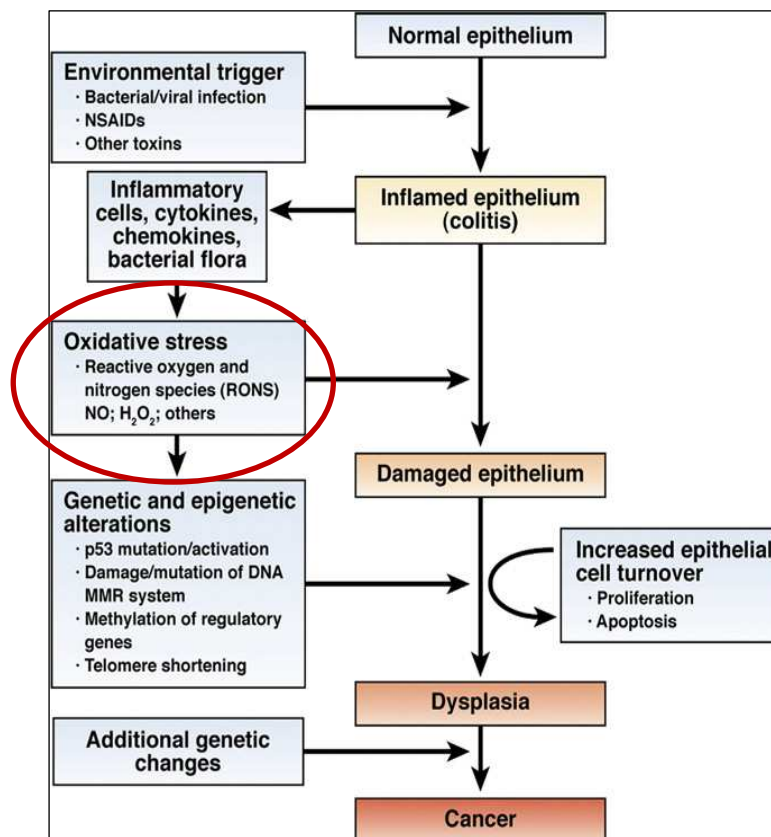 Normal epithelium
Environmental trigger
· Bacterial/viral infection
· NSAIDs
· Other toxins
Inflammatory
cells, cytokines,
chemokines,
bacterial flora
Inflamed epithelium
(colitis)
Oxidative stress
· Reactive oxygen and
nitrogen species (RONS)
NO; H₂O₂; others
Damaged epithelium
Genetic and epigenetic
alterations
· p53 mutation/activation
· Damage/mutation of DNA
MMR system
· Methylation of regulatory
genes
· Telomere shortening
Increased epithelial
cell turnover
· Proliferation
· Apoptosis
Dysplasia
Additional genetic
changes
Cancer